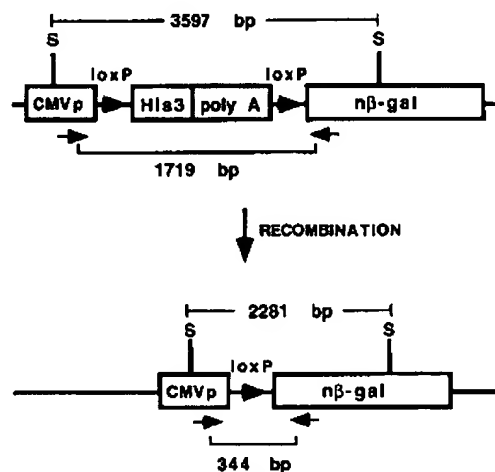 3597 bp
S S
loxP loxP
CMVp His3 poly A nβ-gal
1719 bp
RECOMBINATION
2281 bp
S S
loxP
CMVp nβ-gal
344 bp